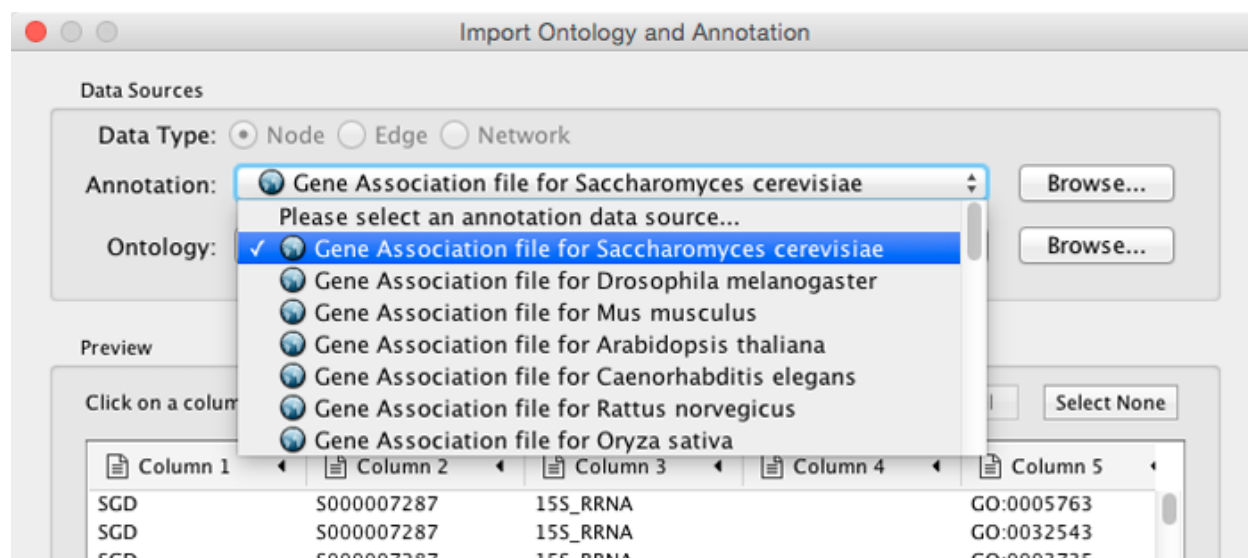 Import Ontology and Annotation
Data Sources
Data Type: Node Edge Network
Annotation: Gene Association file for Saccharomyces cerevisiae Browse...
Please select an annotation data source...
Ontology: ✓ Gene Association file for Saccharomyces cerevisiae Browse...
Gene Association file for Drosophila melanogaster
Gene Association file for Mus musculus
Preview
Gene Association file for Arabidopsis thaliana
Gene Association file for Caenorhabditis elegans
Click on a colum Gene Association file for Rattus norvegicus Select None
Gene Association file for Oryza sativa
Column 1 Column 2 Column 3 Column 4 Column 5
SGD S000007287 15S_RRNA GO:0005763
SGD S000007287 15S_RRNA GO:0032543